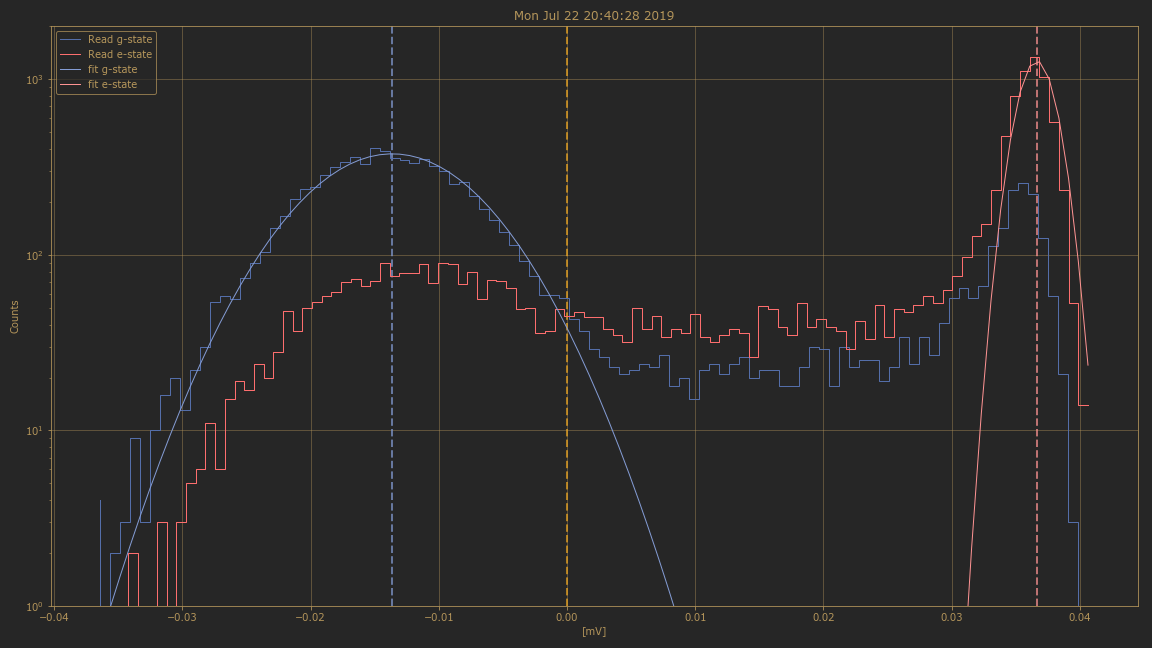 Mon Jul 22 20:40:28 2019
Read g-state
Read e-state
fit g-state
fit e-state
10³
10²
10¹
10⁰
Counts
−0.04 −0.03 −0.02 −0.01 0.00 0.01 0.02 0.03 0.04
[mV]